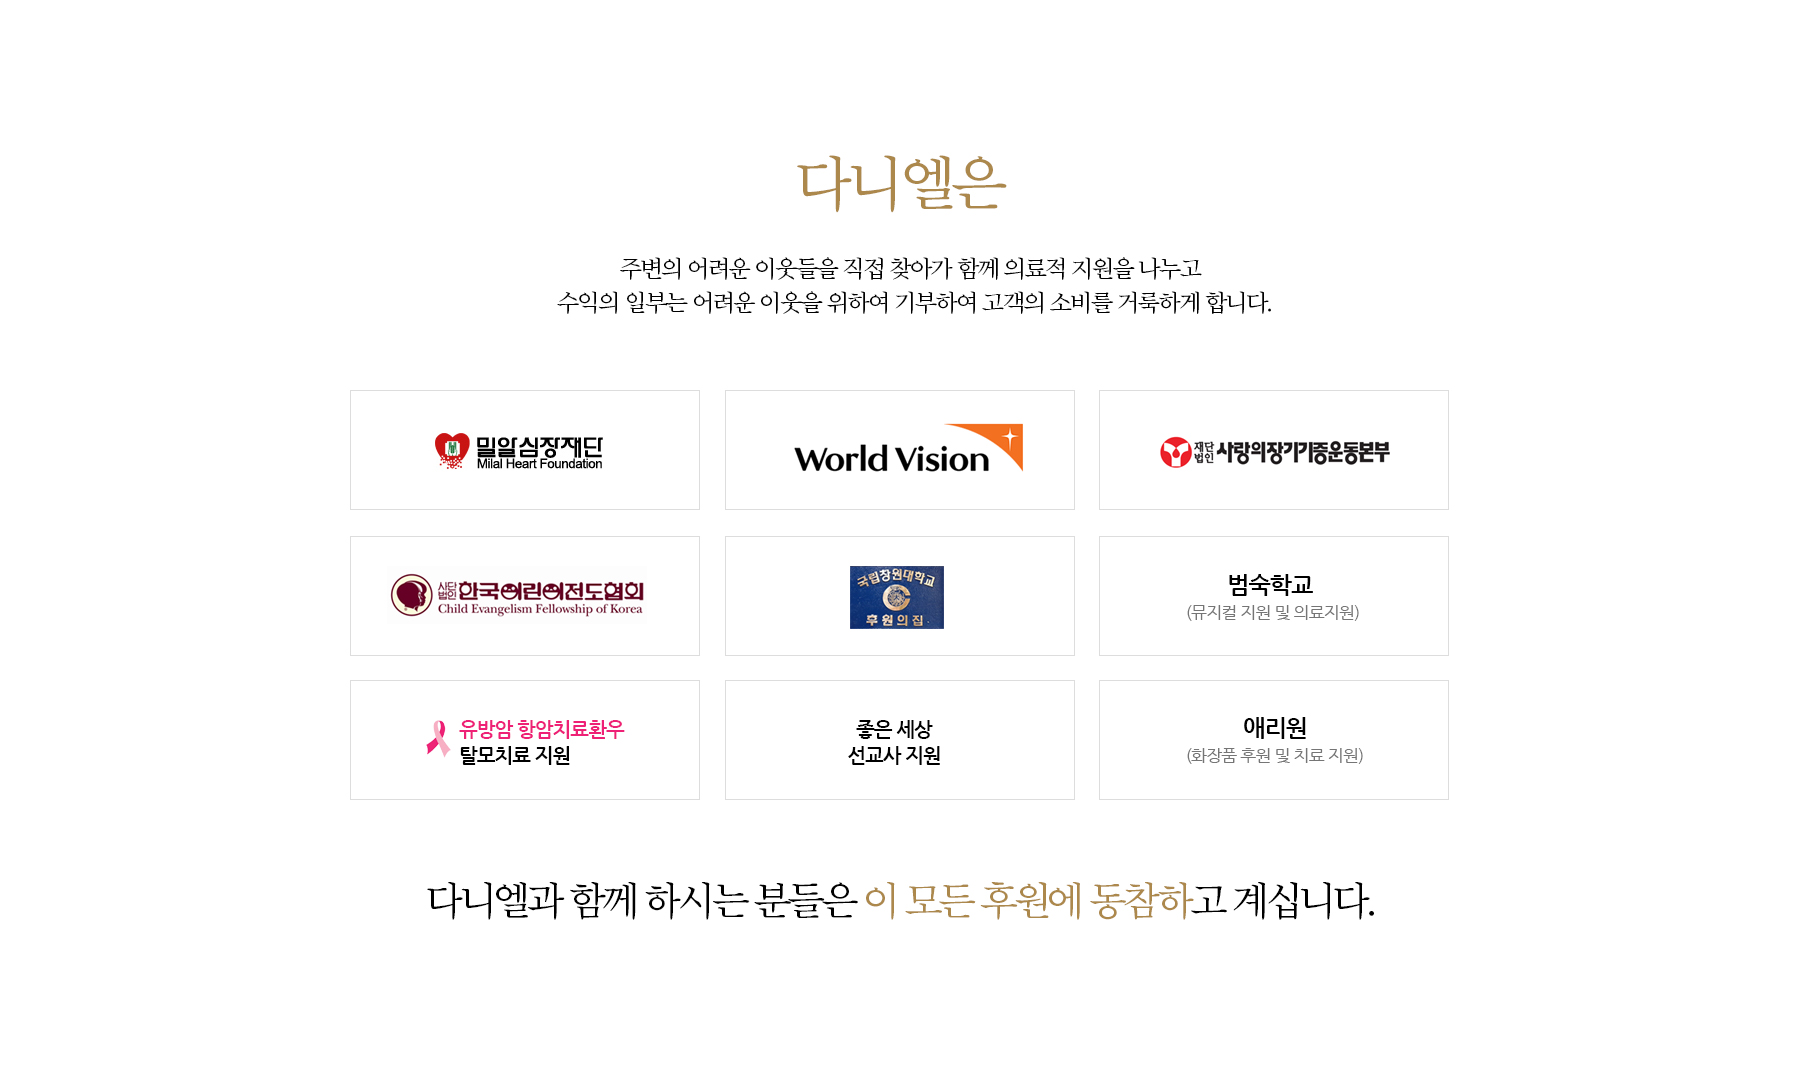 다니엘은
주변의 어려운 이웃들을 직접 찾아가 함께 의료적 지원을 나누고
수익의 일부는 어려운 이웃을 위하여 기부하여 고객의 소비를 거룩하게 합니다.
밀알심장재단
Milal Heart Foundation
World Vision
재단법인 사랑의장기기증운동본부
사단법인 한국어린이전도협회
Child Evangelism Fellowship of Korea
국립창원대학교
후원의집
범숙학교
(뮤지컬 지원 및 의료지원)
유방암 항암치료환우
탈모치료 지원
좋은 세상
선교사 지원
애리원
(화장품 후원 및 치료 지원)
다니엘과 함께 하시는 분들은 이 모든 후원에 동참하고 계십니다.